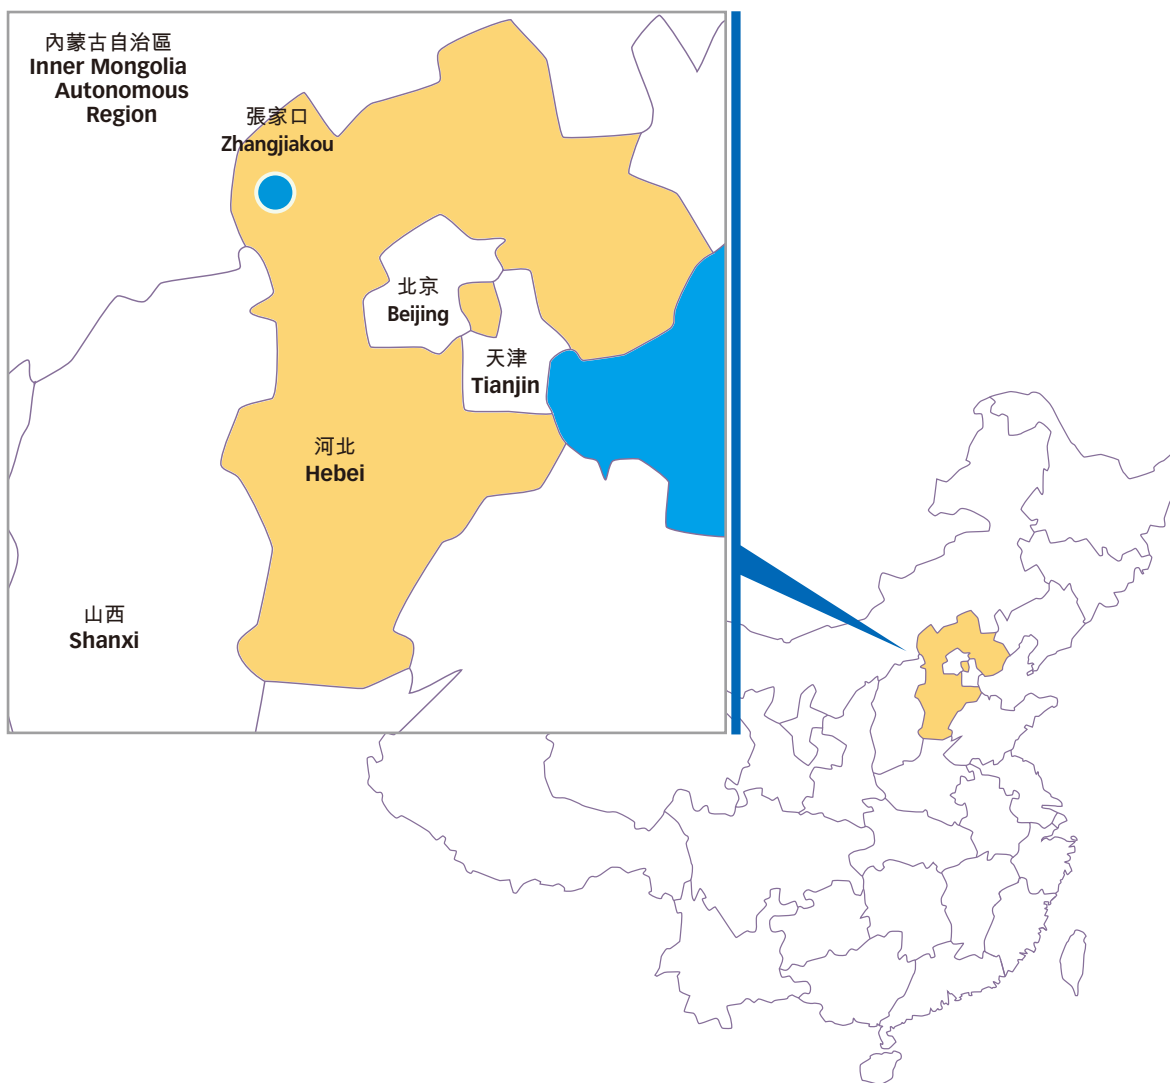 內蒙古自治區
Inner Mongolia
Autonomous
Region
張家口
Zhangjiakou
北京
Beijing
天津
Tianjin
河北
Hebei
山西
Shanxi